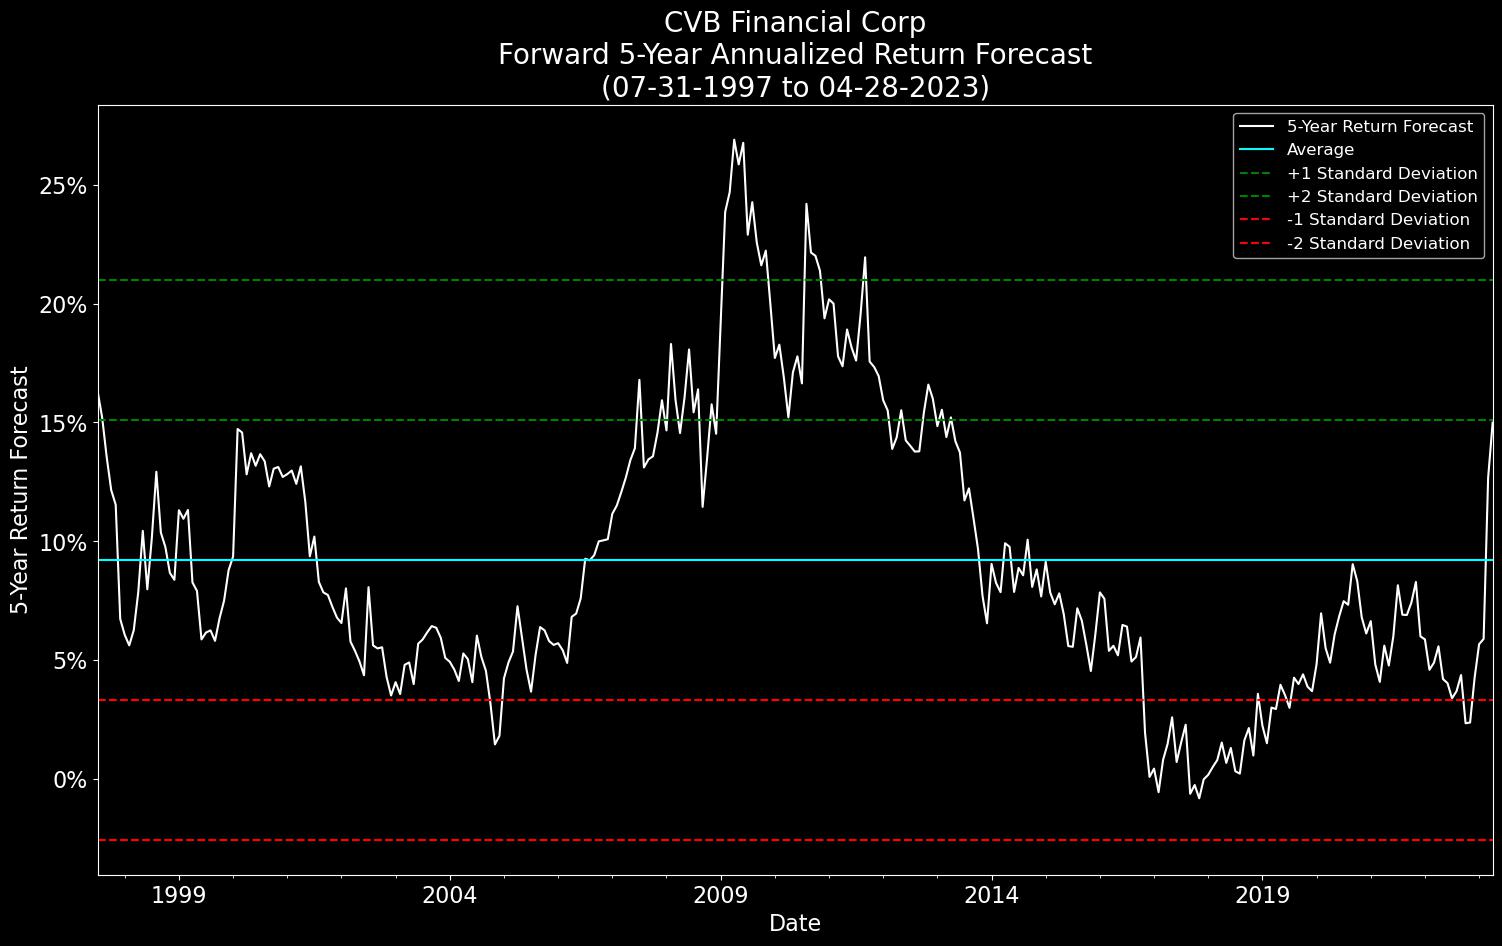 CVB Financial Corp
Forward 5-Year Annualized Return Forecast
(07-31-1997 to 04-28-2023)
5-Year Return Forecast
Average
+1 Standard Deviation
+2 Standard Deviation
-1 Standard Deviation
-2 Standard Deviation
25%
20%
15%
10%
5%
0%
5-Year Return Forecast
1999 2004 2009 2014 2019
Date